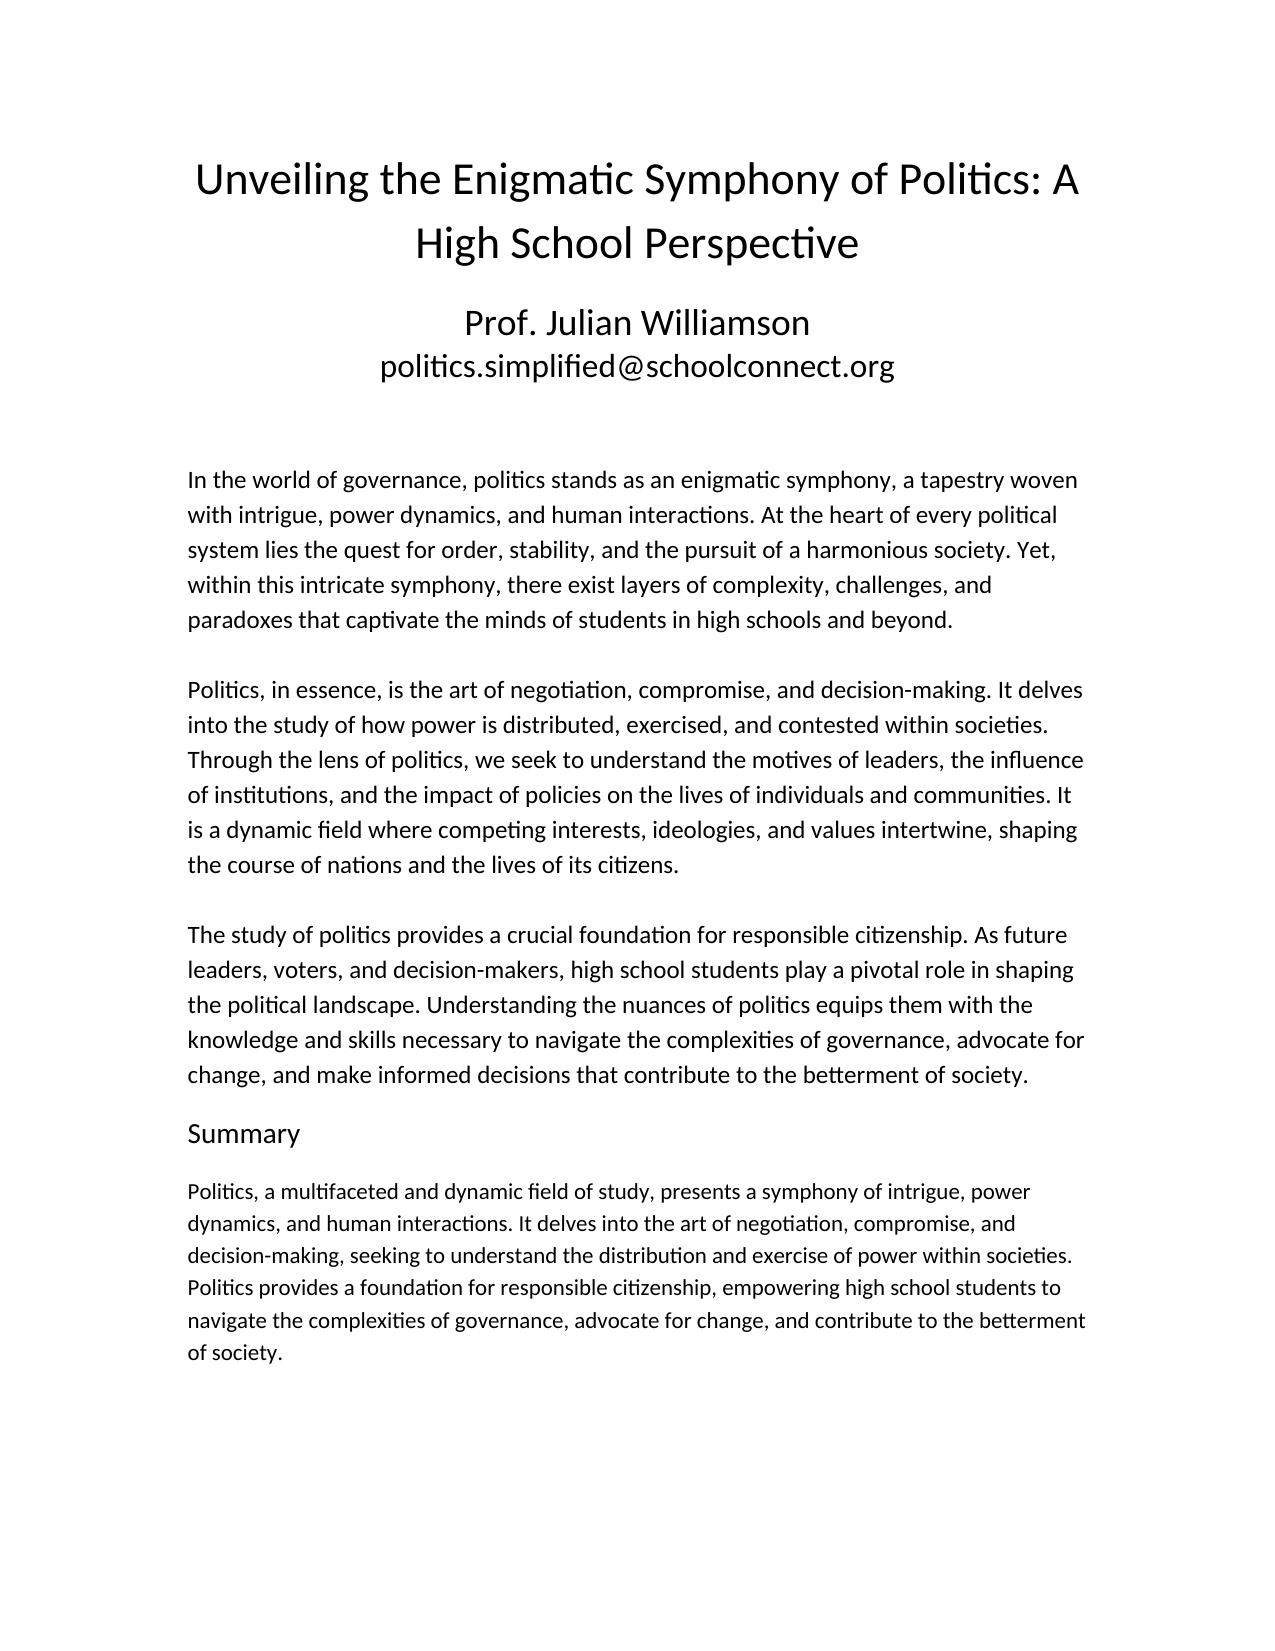 Unveiling the Enigmatic Symphony of Politics: A
High School Perspective
Prof. Julian Williamson
politics.simplified@schoolconnect.org
In the world of governance, politics stands as an enigmatic symphony, a tapestry woven
with intrigue, power dynamics, and human interactions. At the heart of every political
system lies the quest for order, stability, and the pursuit of a harmonious society. Yet,
within this intricate symphony, there exist layers of complexity, challenges, and
paradoxes that captivate the minds of students in high schools and beyond.
Politics, in essence, is the art of negotiation, compromise, and decision-making. It delves
into the study of how power is distributed, exercised, and contested within societies.
Through the lens of politics, we seek to understand the motives of leaders, the influence
of institutions, and the impact of policies on the lives of individuals and communities. It
is a dynamic field where competing interests, ideologies, and values intertwine, shaping
the course of nations and the lives of its citizens.
The study of politics provides a crucial foundation for responsible citizenship. As future
leaders, voters, and decision-makers, high school students play a pivotal role in shaping
the political landscape. Understanding the nuances of politics equips them with the
knowledge and skills necessary to navigate the complexities of governance, advocate for
change, and make informed decisions that contribute to the betterment of society.
Summary
Politics, a multifaceted and dynamic field of study, presents a symphony of intrigue, power
dynamics, and human interactions. It delves into the art of negotiation, compromise, and
decision-making, seeking to understand the distribution and exercise of power within societies.
Politics provides a foundation for responsible citizenship, empowering high school students to
navigate the complexities of governance, advocate for change, and contribute to the betterment
of society.